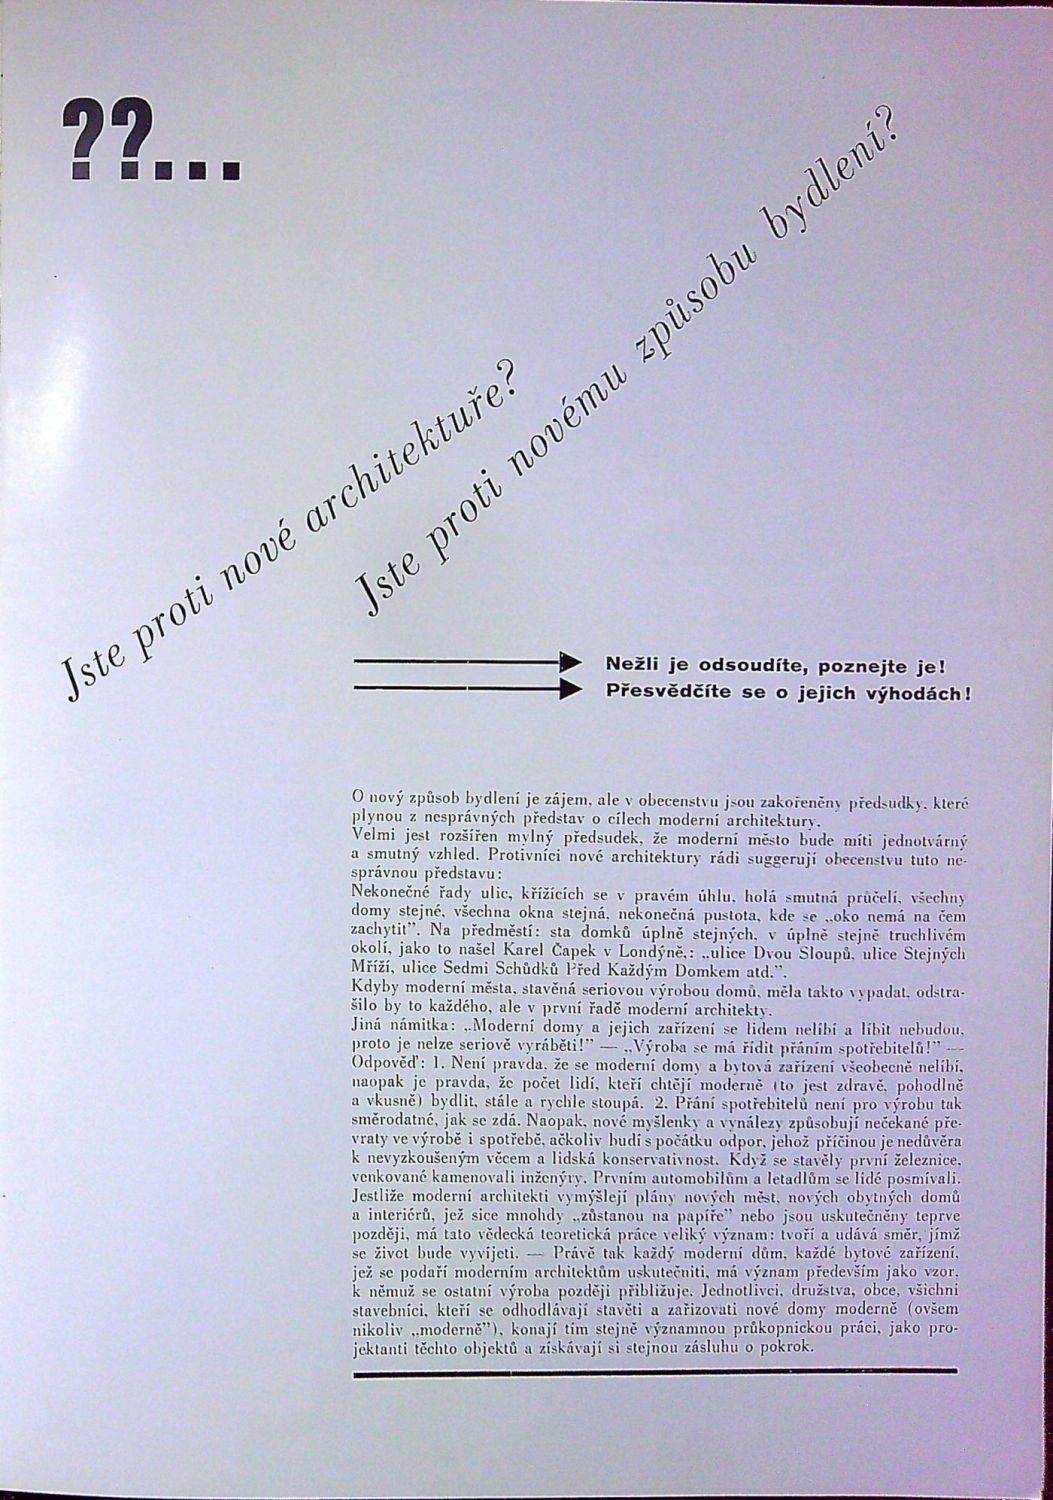 ??...
Jste proti nové architektuře?
Jste proti novému způsobu bydlení?
Nežli je odsoudíte, poznejte je!
Přesvědčíte se o jejich výhodách!
O nový způsob bydlení je zájem, ale v obecenstvu jsou zakořeněny předsudky, které
plynou z nesprávných představ o cílech moderní architektury.
Velmi jest rozšířen mylný předsudek, že moderní město bude míti jednotvárný
a smutný vzhled. Protivníci nové architektury rádi suggerují obecenstvu tuto ne-
správnou představu:
Nekonečné řady ulic, křížících se v pravém úhlu, holá smutná průčelí, všechny
domy stejné, všechna okna stejná, nekonečná pustota, kde se „oko nemá na čem
zachytit”. Na předměstí: sta domků úplně stejných, v úplně stejně truchlivém
okolí, jako to našel Karel Čapek v Londýně,: „ulice Dvou Sloupů, ulice Stejných
Mříží, ulice Sedmi Schůdků Před Každým Domkem atd.”.
Kdyby moderní města, stavěná seriovou výrobou domů, měla takto vypadat, odstra-
šilo by to každého, ale v první řadě moderní architekty.
Jiná námitka: „Moderní domy a jejich zařízení se lidem nelíbí a líbit nebudou,
proto je nelze seriově vyráběti!” — „Výroba se má řídit přáním spotřebitelů!” —
Odpověď: 1. Není pravda, že se moderní domy a bytová zařízení všeobecně nelíbí,
naopak je pravda, že počet lidí, kteří chtějí moderně (to jest zdravě, pohodlně
a vkusně) bydlit, stále a rychle stoupá. 2. Přání spotřebitelů není pro výrobu tak
směrodatné, jak se zdá. Naopak, nové myšlenky a vynálezy způsobují nečekané pře-
vraty ve výrobě i spotřebě, ačkoliv budí s počátku odpor, jehož příčinou je nedůvěra
k nevyzkoušeným věcem a lidská konservativnost. Když se stavěly první železnice,
venkované kamenovali inženýry. Prvním automobilům a letadlům se lidé posmívali.
Jestliže moderní architekti vymýšlejí plány nových měst, nových obytných domů
a interiérů, jež sice mnohdy „zůstanou na papíře” nebo jsou uskutečněny teprve
později, má tato vědecká teoretická práce veliký význam: tvoří a udává směr, jímž
se život bude vyvíjeti. — Právě tak každý moderní dům, každé bytové zařízení,
jež se podaří moderním architektům uskutečniti, má význam především jako vzor,
k němuž se ostatní výroba později přibližuje. Jednotlivci, družstva, obce, všichni
stavebníci, kteří se odhodlávají stavěti a zařizovati nové domy moderně (ovšem
nikoliv „moderně”), konají tím stejně významnou průkopnickou práci, jako pro-
jektanti těchto objektů a získávají si stejnou zásluhu o pokrok.